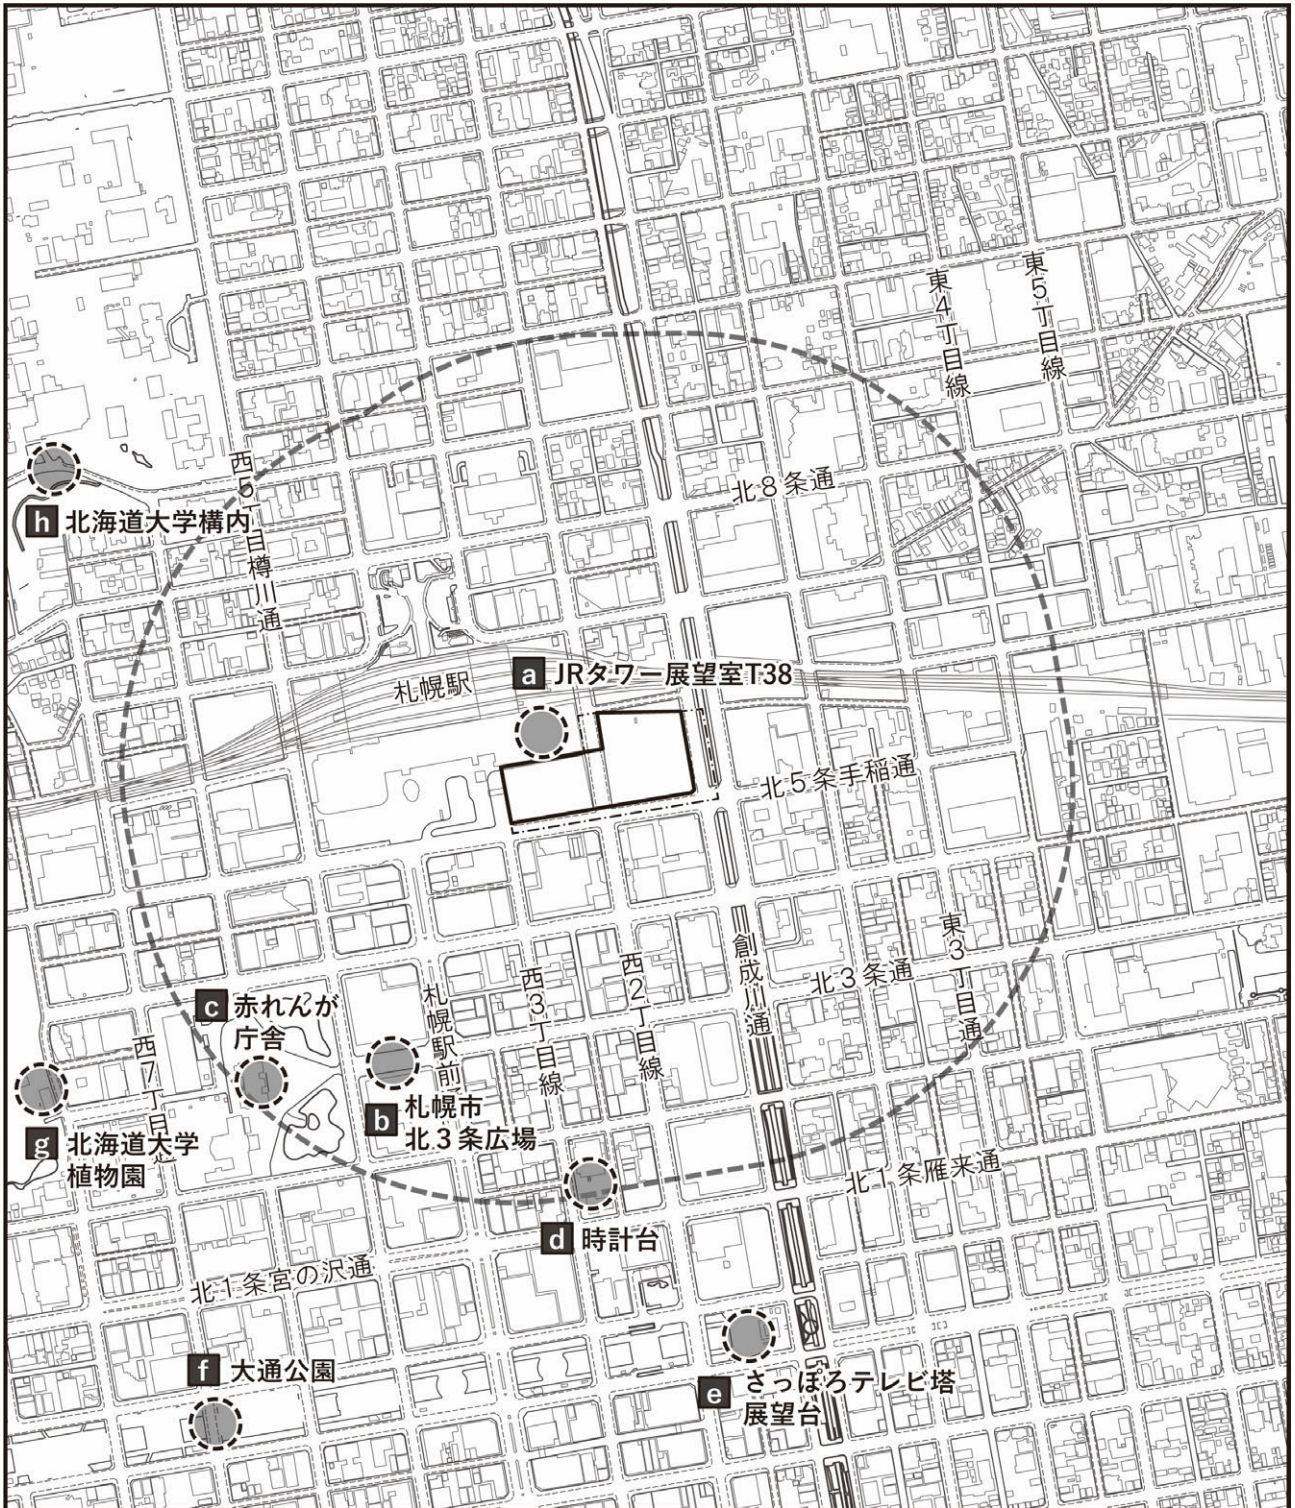 東4丁目線
東5丁目線
西5丁目樽川通
北8条通
h 北海道大学構内
札幌駅
a JRタワー展望室T38
北5条手稲通
c 赤れんが
庁舎
札幌駅前
西3丁目線
西2丁目線
創成川通
北3条通
東3丁目通
b 札幌市
北3条広場
西7丁目
g 北海道大学
植物園
d 時計台
北1条雁来通
北1条宮の沢通
f 大通公園
e さっぽろテレビ塔
展望台